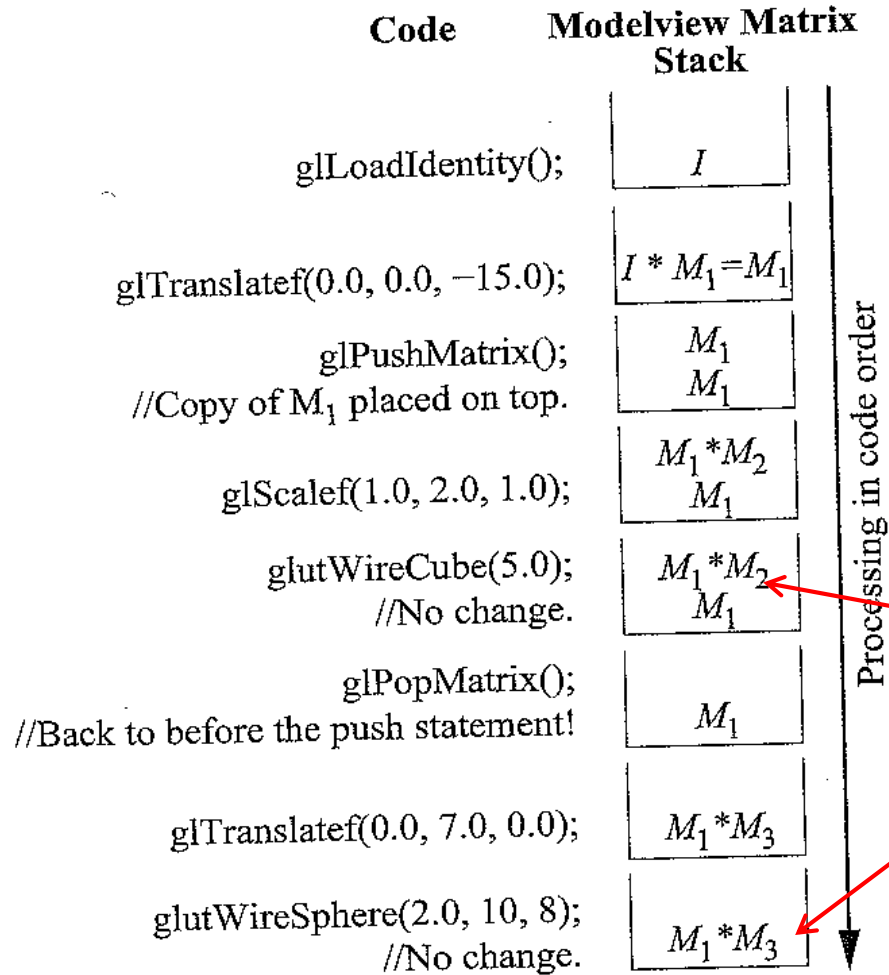 Code
Modelview Matrix
Stack
glLoadIdentity();
I
glTranslatef(0.0, 0.0, −15.0);
I * M₁=M₁
glPushMatrix();
//Copy of M₁ placed on top.
M₁
M₁
glScalef(1.0, 2.0, 1.0);
M₁*M₂
M₁
glutWireCube(5.0);
//No change.
M₁*M₂
M₁
glPopMatrix();
//Back to before the push statement!
M₁
glTranslatef(0.0, 7.0, 0.0);
M₁*M₃
glutWireSphere(2.0, 10, 8);
//No change.
M₁*M₃
Processing in code order